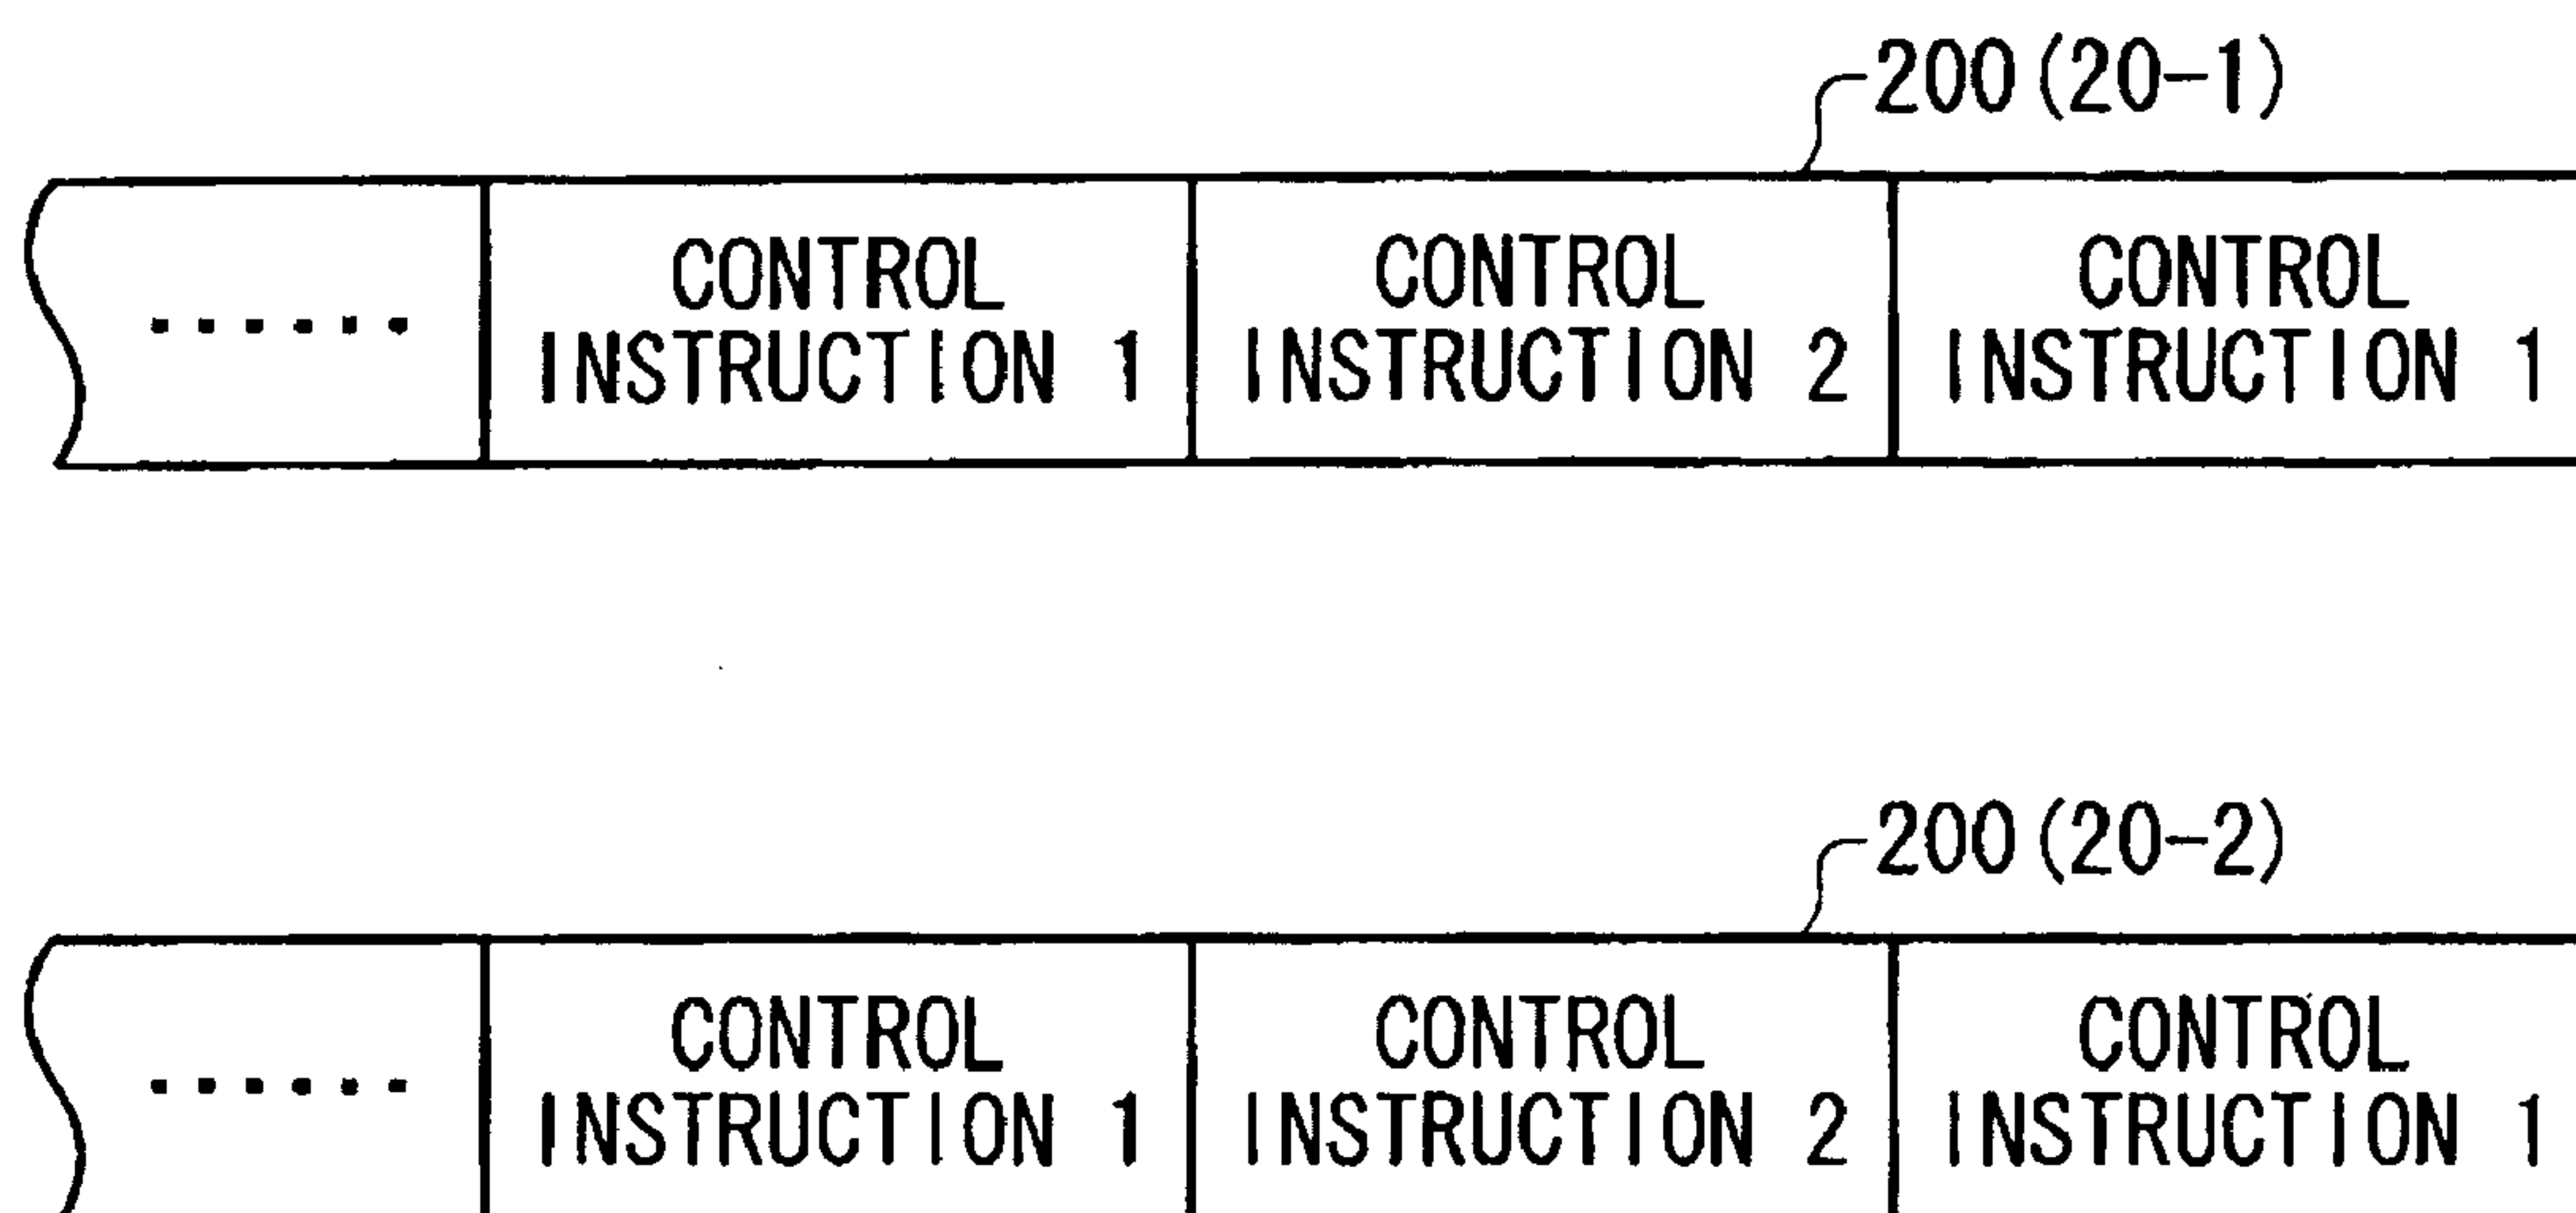 200(20-1)
...... CONTROL INSTRUCTION 1 CONTROL INSTRUCTION 2 CONTROL INSTRUCTION 1
200(20-2)
...... CONTROL INSTRUCTION 1 CONTROL INSTRUCTION 2 CONTROL INSTRUCTION 1